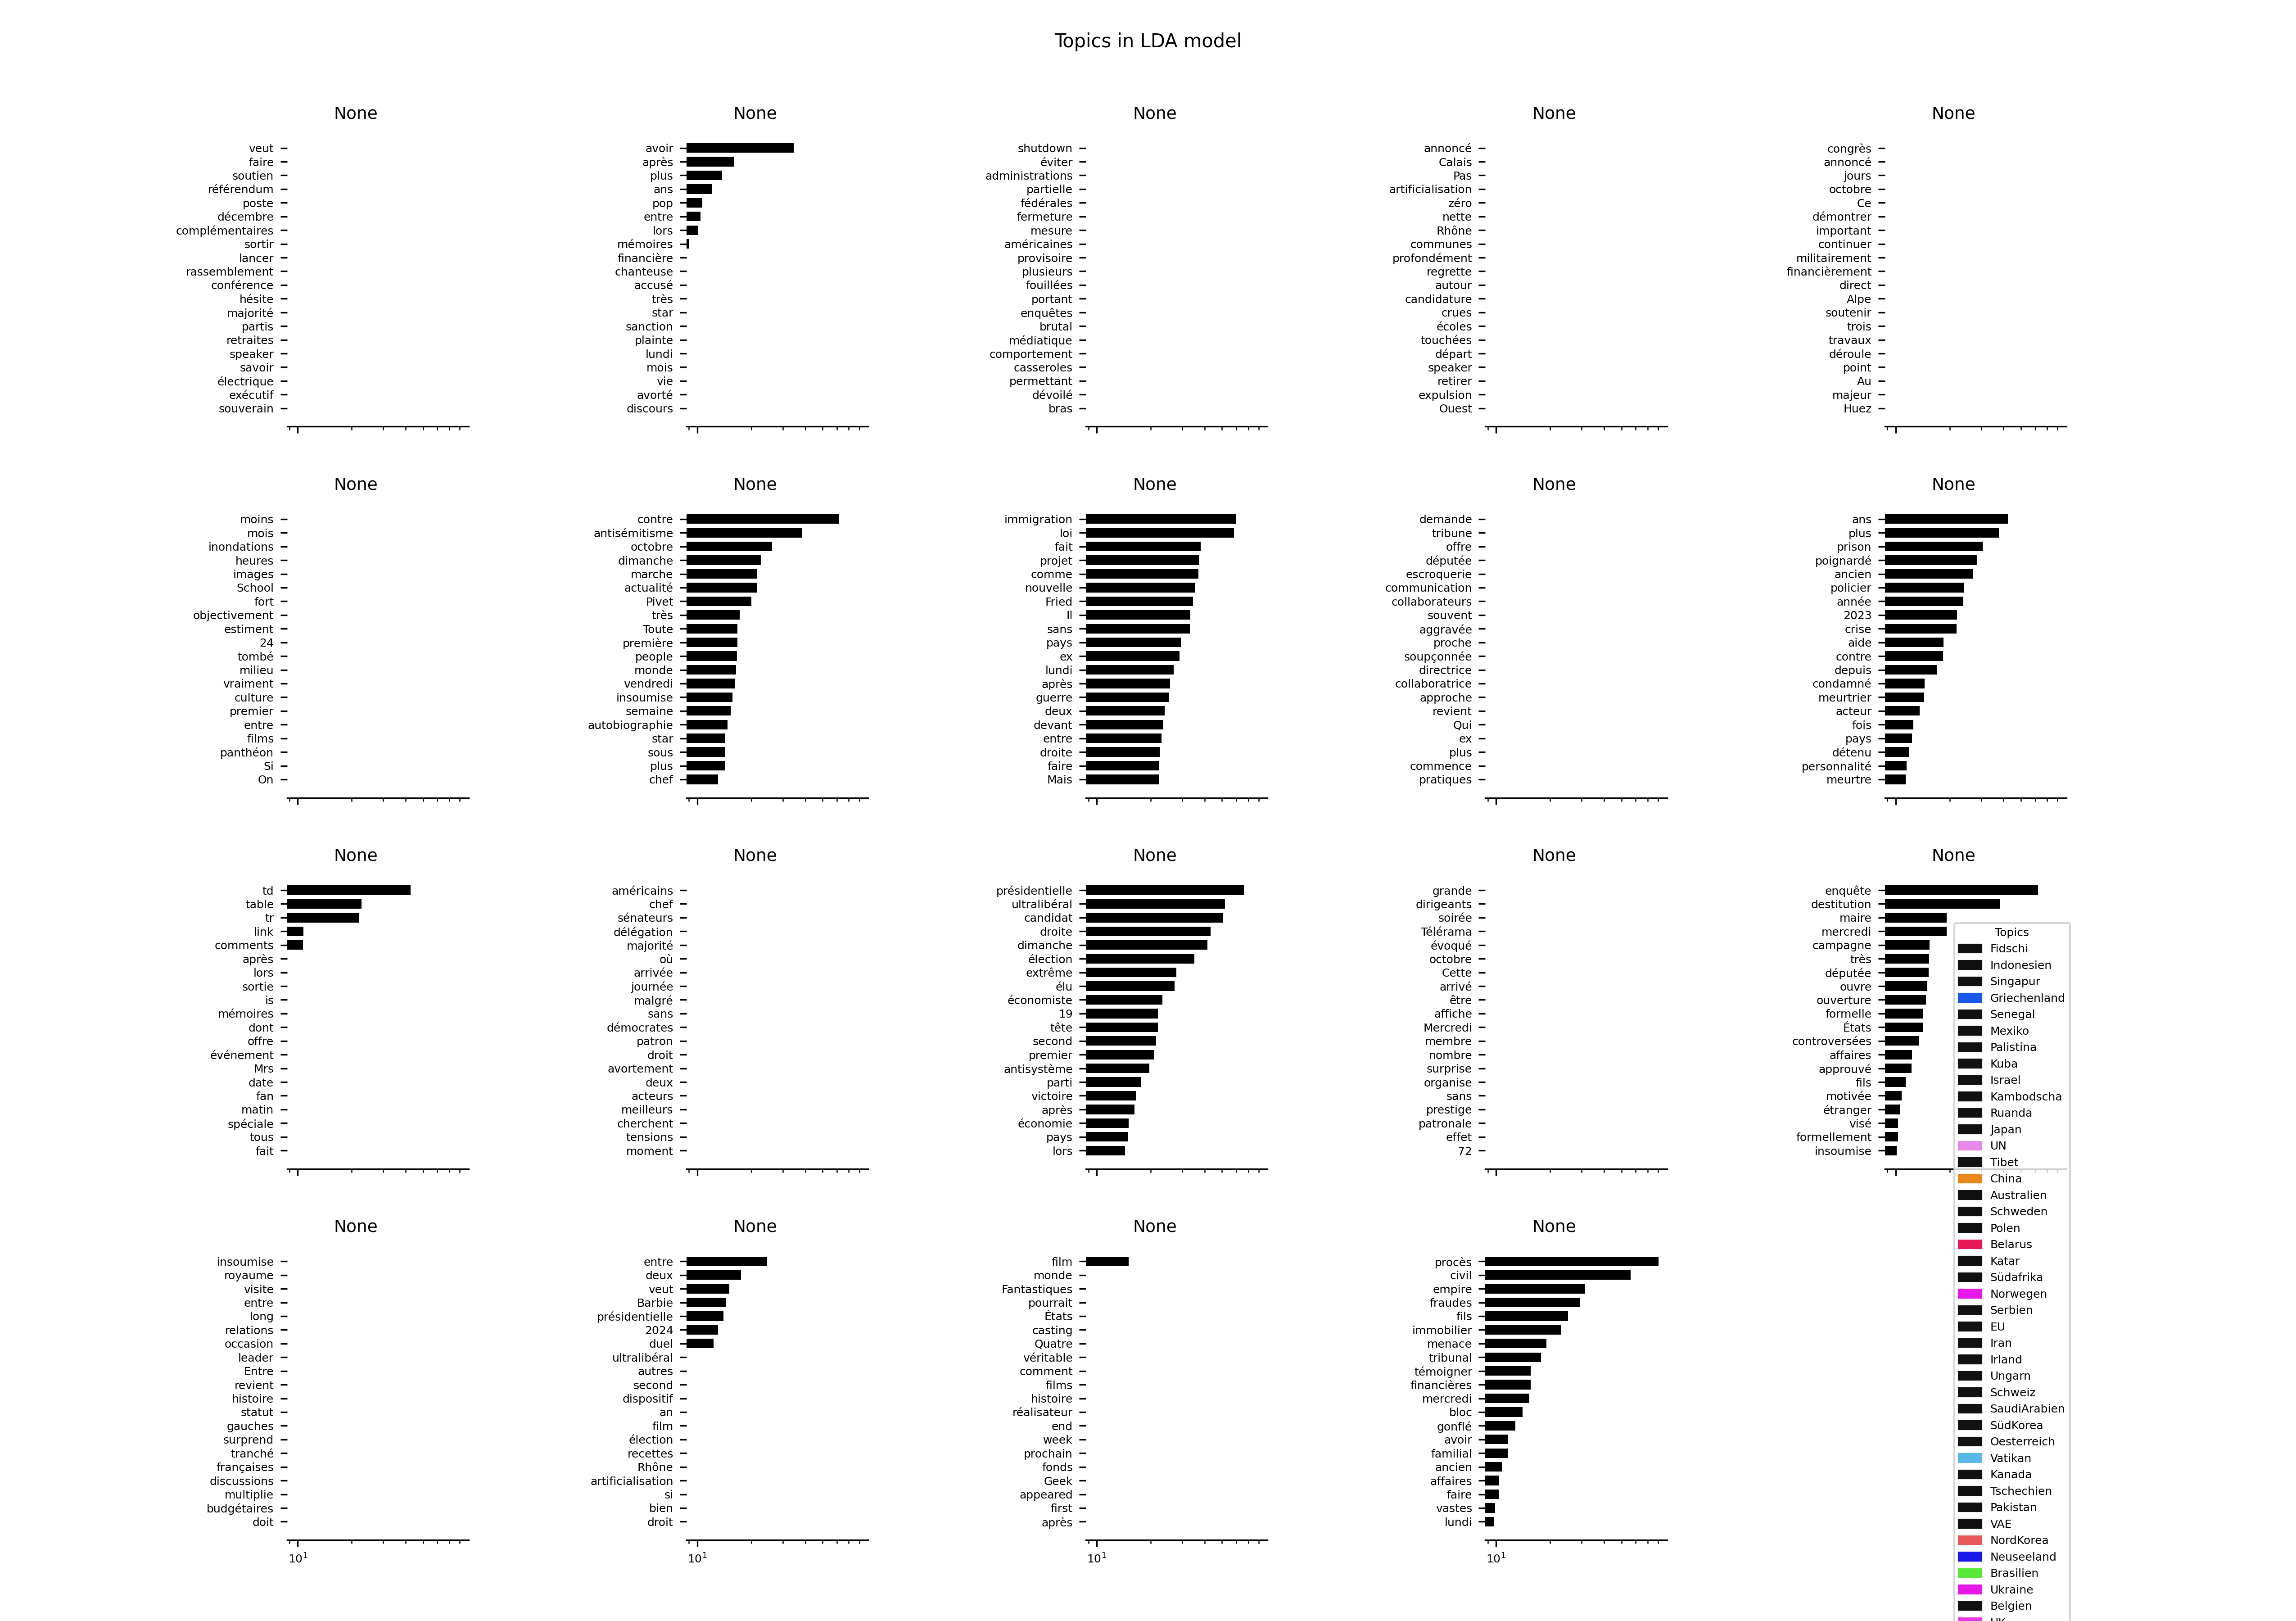 Topics in LDA model
None
veut
faire
soutien
référendum
poste
décembre
complémentaires
sortir
lancer
rassemblement
conférence
hésite
majorité
partis
retraites
speaker
savoir
électrique
exécutif
souverain
None
avoir
après
plus
ans
pop
entre
lors
mémoires
financière
chanteuse
accusé
très
star
sanction
plainte
lundi
mois
vie
avorté
discours
None
shutdown
éviter
administrations
partielle
fédérales
fermeture
mesure
américaines
provisoire
plusieurs
fouillées
portant
enquêtes
brutal
médiatique
comportement
casseroles
permettant
dévoilé
bras
None
annoncé
Calais
Pas
artificialisation
zéro
nette
Rhône
communes
profondément
regrette
autour
candidature
crues
écoles
touchées
départ
speaker
retirer
expulsion
Ouest
None
congrès
annoncé
jours
octobre
Ce
démontrer
important
continuer
militairement
financièrement
direct
Alpe
soutenir
trois
travaux
déroule
point
Au
majeur
Huez
None
moins
mois
inondations
heures
images
School
fort
objectivement
estiment
24
tombé
milieu
vraiment
culture
premier
entre
films
panthéon
Si
On
None
contre
antisémitisme
octobre
dimanche
marche
actualité
Pivet
très
Toute
première
people
monde
vendredi
insoumise
semaine
autobiographie
star
sous
plus
chef
None
immigration
loi
fait
projet
comme
nouvelle
Fried
Il
sans
pays
ex
lundi
après
guerre
deux
devant
entre
droite
faire
Mais
None
demande
tribune
offre
députée
escroquerie
communication
collaborateurs
souvent
aggravée
proche
soupçonnée
directrice
collaboratrice
approche
revient
Qui
ex
plus
commence
pratiques
None
ans
plus
prison
poignardé
ancien
policier
année
2023
crise
aide
contre
depuis
condamné
meurtrier
acteur
fois
pays
détenu
personnalité
meurtre
None
td
table
tr
link
comments
après
lors
sortie
is
mémoires
dont
offre
événement
Mrs
date
fan
matin
spéciale
tous
fait
None
américains
chef
sénateurs
délégation
majorité
où
arrivée
journée
malgré
sans
démocrates
patron
droit
avortement
deux
acteurs
meilleurs
cherchent
tensions
moment
None
présidentielle
ultralibéral
candidat
droite
dimanche
élection
extrême
élu
économiste
19
tête
second
premier
antisystème
parti
victoire
après
économie
pays
lors
None
grande
dirigeants
soirée
Télérama
évoqué
octobre
Cette
arrivé
être
affiche
Mercredi
membre
nombre
surprise
organise
sans
prestige
patronale
effet
72
None
enquête
destitution
maire
mercredi
campagne
très
députée
ouvre
ouverture
formelle
États
controversées
affaires
approuvé
fils
motivée
étranger
visé
formellement
insoumise
None
insoumise
royaume
visite
entre
long
relations
occasion
leader
Entre
revient
histoire
statut
gauches
surprend
tranché
françaises
discussions
multiplie
budgétaires
doit
10¹
None
entre
deux
veut
Barbie
présidentielle
2024
duel
ultralibéral
autres
second
dispositif
an
film
élection
recettes
Rhône
artificialisation
si
bien
droit
10¹
None
film
monde
Fantastiques
pourrait
États
casting
Quatre
véritable
comment
films
histoire
réalisateur
end
week
prochain
fonds
Geek
appeared
first
après
10¹
None
procès
civil
empire
fraudes
fils
immobilier
menace
tribunal
témoigner
financières
mercredi
bloc
gonflé
avoir
familial
ancien
affaires
faire
vastes
lundi
10¹
Topics
Fidschi
Indonesien
Singapur
Griechenland
Senegal
Mexiko
Palistina
Kuba
Israel
Kambodscha
Ruanda
Japan
UN
Tibet
China
Australien
Schweden
Polen
Belarus
Katar
Südafrika
Norwegen
Serbien
EU
Iran
Irland
Ungarn
Schweiz
SaudiArabien
SüdKorea
Oesterreich
Vatikan
Kanada
Tschechien
Pakistan
VAE
NordKorea
Neuseeland
Brasilien
Ukraine
Belgien